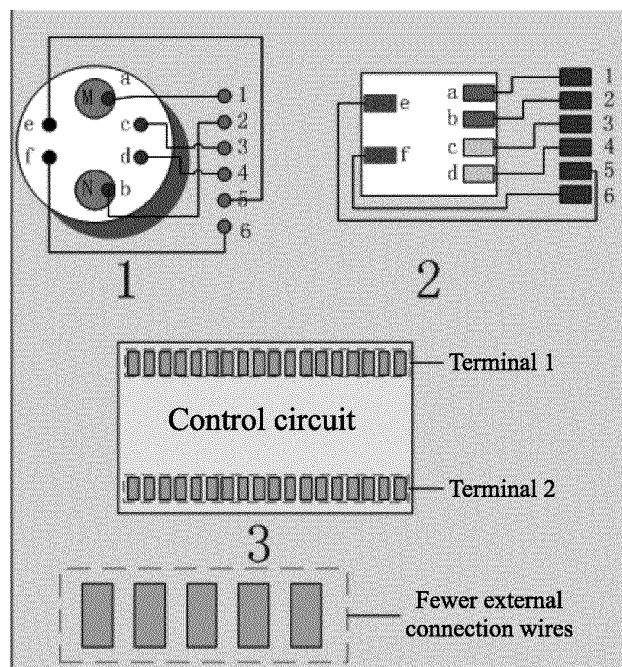 a
M
1
e
c
2
3
f
d
4
N
b
5
6
1
a
1
e
b
2
c
3
f
d
4
5
6
2
Terminal 1
Control circuit
Terminal 2
3
Fewer external
connection wires